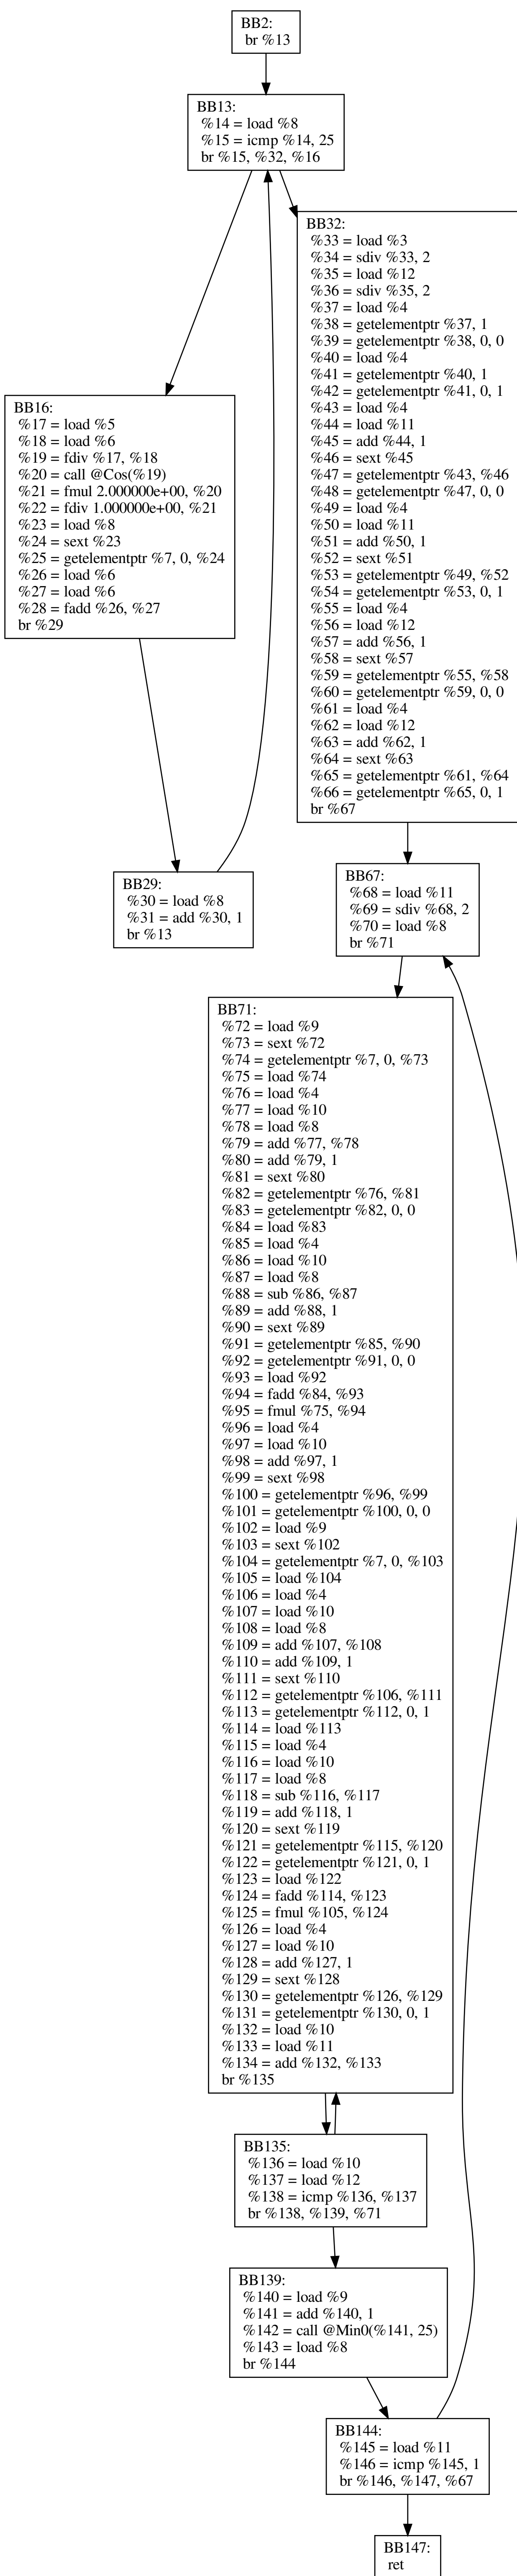 BB2:
br %13
BB13:
%14 = load %8
%15 = icmp %14, 25
br %15, %32, %16
BB32:
%33 = load %3
%34 = sdiv %33, 2
%35 = load %12
%36 = sdiv %35, 2
%37 = load %4
%38 = getelementptr %37, 1
%39 = getelementptr %38, 0, 0
%40 = load %4
%41 = getelementptr %40, 1
%42 = getelementptr %41, 0, 1
%43 = load %4
%44 = load %11
%45 = add %44, 1
%46 = sext %45
%47 = getelementptr %43, %46
%48 = getelementptr %47, 0, 0
%49 = load %4
%50 = load %11
%51 = add %50, 1
%52 = sext %51
%53 = getelementptr %49, %52
%54 = getelementptr %53, 0, 1
%55 = load %4
%56 = load %12
%57 = add %56, 1
%58 = sext %57
%59 = getelementptr %55, %58
%60 = getelementptr %59, 0, 0
%61 = load %4
%62 = load %12
%63 = add %62, 1
%64 = sext %63
%65 = getelementptr %61, %64
%66 = getelementptr %65, 0, 1
br %67
BB16:
%17 = load %5
%18 = load %6
%19 = fdiv %17, %18
%20 = call @Cos(%19)
%21 = fmul 2.000000e+00, %20
%22 = fdiv 1.000000e+00, %21
%23 = load %8
%24 = sext %23
%25 = getelementptr %7, 0, %24
%26 = load %6
%27 = load %6
%28 = fadd %26, %27
br %29
BB29:
%30 = load %8
%31 = add %30, 1
br %13
BB67:
%68 = load %11
%69 = sdiv %68, 2
%70 = load %8
br %71
BB71:
%72 = load %9
%73 = sext %72
%74 = getelementptr %7, 0, %73
%75 = load %74
%76 = load %4
%77 = load %10
%78 = load %8
%79 = add %77, %78
%80 = add %79, 1
%81 = sext %80
%82 = getelementptr %76, %81
%83 = getelementptr %82, 0, 0
%84 = load %83
%85 = load %4
%86 = load %10
%87 = load %8
%88 = sub %86, %87
%89 = add %88, 1
%90 = sext %89
%91 = getelementptr %85, %90
%92 = getelementptr %91, 0, 0
%93 = load %92
%94 = fadd %84, %93
%95 = fmul %75, %94
%96 = load %4
%97 = load %10
%98 = add %97, 1
%99 = sext %98
%100 = getelementptr %96, %99
%101 = getelementptr %100, 0, 0
%102 = load %9
%103 = sext %102
%104 = getelementptr %7, 0, %103
%105 = load %104
%106 = load %4
%107 = load %10
%108 = load %8
%109 = add %107, %108
%110 = add %109, 1
%111 = sext %110
%112 = getelementptr %106, %111
%113 = getelementptr %112, 0, 1
%114 = load %113
%115 = load %4
%116 = load %10
%117 = load %8
%118 = sub %116, %117
%119 = add %118, 1
%120 = sext %119
%121 = getelementptr %115, %120
%122 = getelementptr %121, 0, 1
%123 = load %122
%124 = fadd %114, %123
%125 = fmul %105, %124
%126 = load %4
%127 = load %10
%128 = add %127, 1
%129 = sext %128
%130 = getelementptr %126, %129
%131 = getelementptr %130, 0, 1
%132 = load %10
%133 = load %11
%134 = add %132, %133
br %135
BB135:
%136 = load %10
%137 = load %12
%138 = icmp %136, %137
br %138, %139, %71
BB139:
%140 = load %9
%141 = add %140, 1
%142 = call @Min0(%141, 25)
%143 = load %8
br %144
BB144:
%145 = load %11
%146 = icmp %145, 1
br %146, %147, %67
BB147:
ret